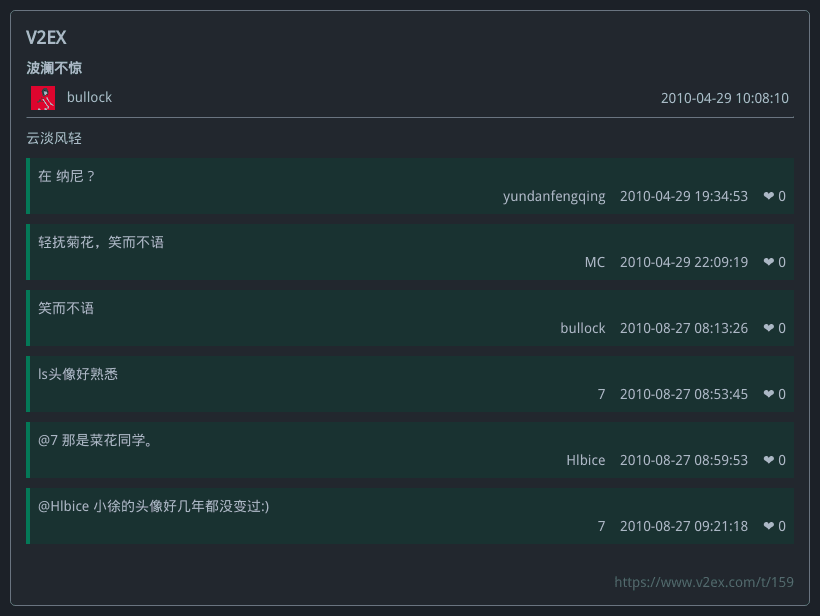 V2EX
波澜不惊
bullock 2010-04-29 10:08:10
云淡风轻
在 纳尼？
yundanfengqing 2010-04-29 19:34:53 ❤ 0
轻抚菊花，笑而不语
MC 2010-04-29 22:09:19 ❤ 0
笑而不语
bullock 2010-08-27 08:13:26 ❤ 0
ls头像好熟悉
7 2010-08-27 08:53:45 ❤ 0
@7 那是菜花同学。
Hlbice 2010-08-27 08:59:53 ❤ 0
@Hlbice 小徐的头像好几年都没变过:)
7 2010-08-27 09:21:18 ❤ 0
https://www.v2ex.com/t/159